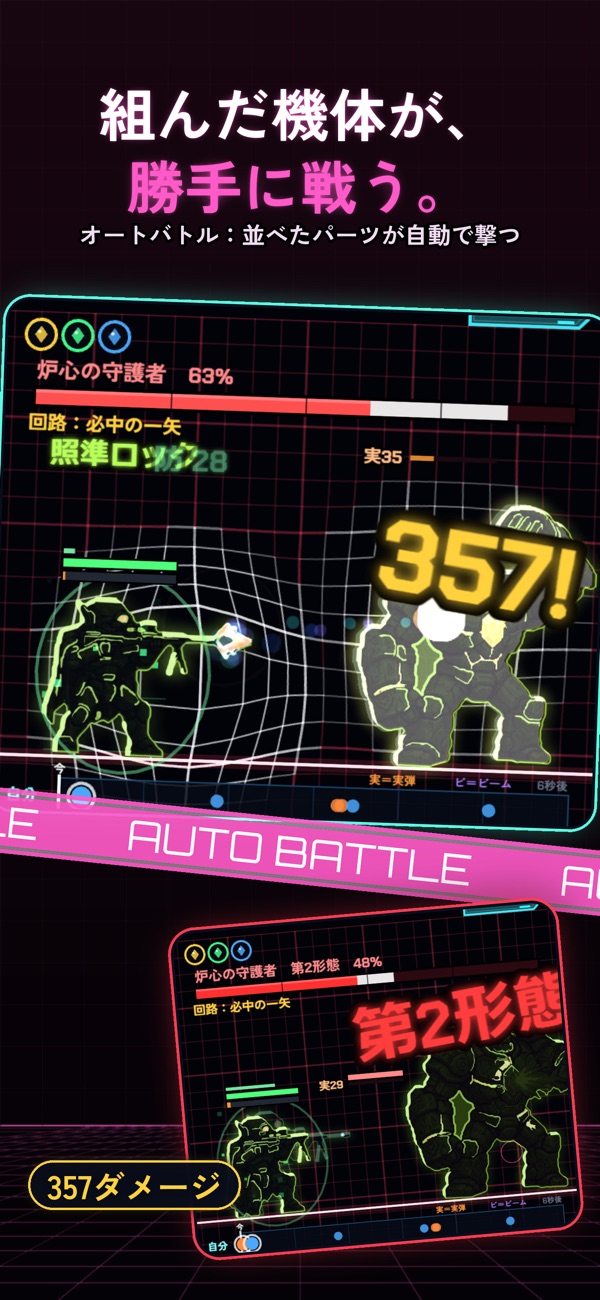 組んだ機体が、
勝手に戦う。
オートバトル：並べたパーツが自動で撃つ
炉心の守護者 63%
回路：必中の一矢
照準ロック
28
実35
357!
今
実=実弾 ビ=ビーム 6秒後
自分
AUTO BATTLE
炉心の守護者 第2形態 48%
回路：必中の一矢
第2形態
実29
357ダメージ
実=実弾 ビ=ビーム 6秒後
今
自分